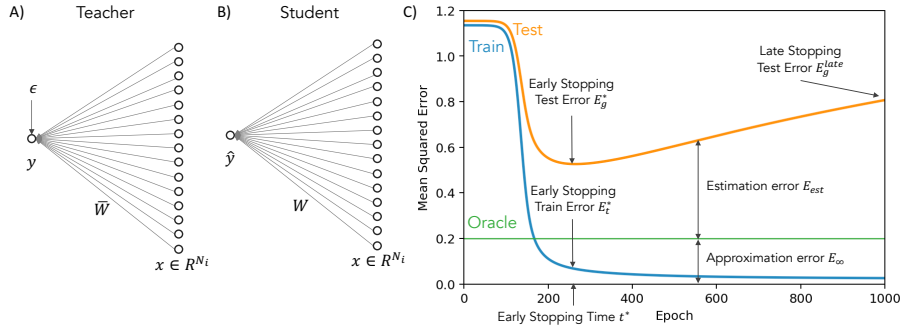 A)
Teacher
ϵ
y
W̅
x ∈ R^{N_i}
B)
Student
ŷ
W
x ∈ R^{N_i}
C)
Mean Squared Error
1.2
1.0
0.8
0.6
0.4
0.2
0.0
Test
Train
Early Stopping
Test Error E_g^*
Late Stopping
Test Error E_g^{late}
Early Stopping
Train Error E_t^*
Estimation error E_{est}
Oracle
Approximation error E_∞
0
200
400
600
800
1000
Early Stopping Time t^*
Epoch